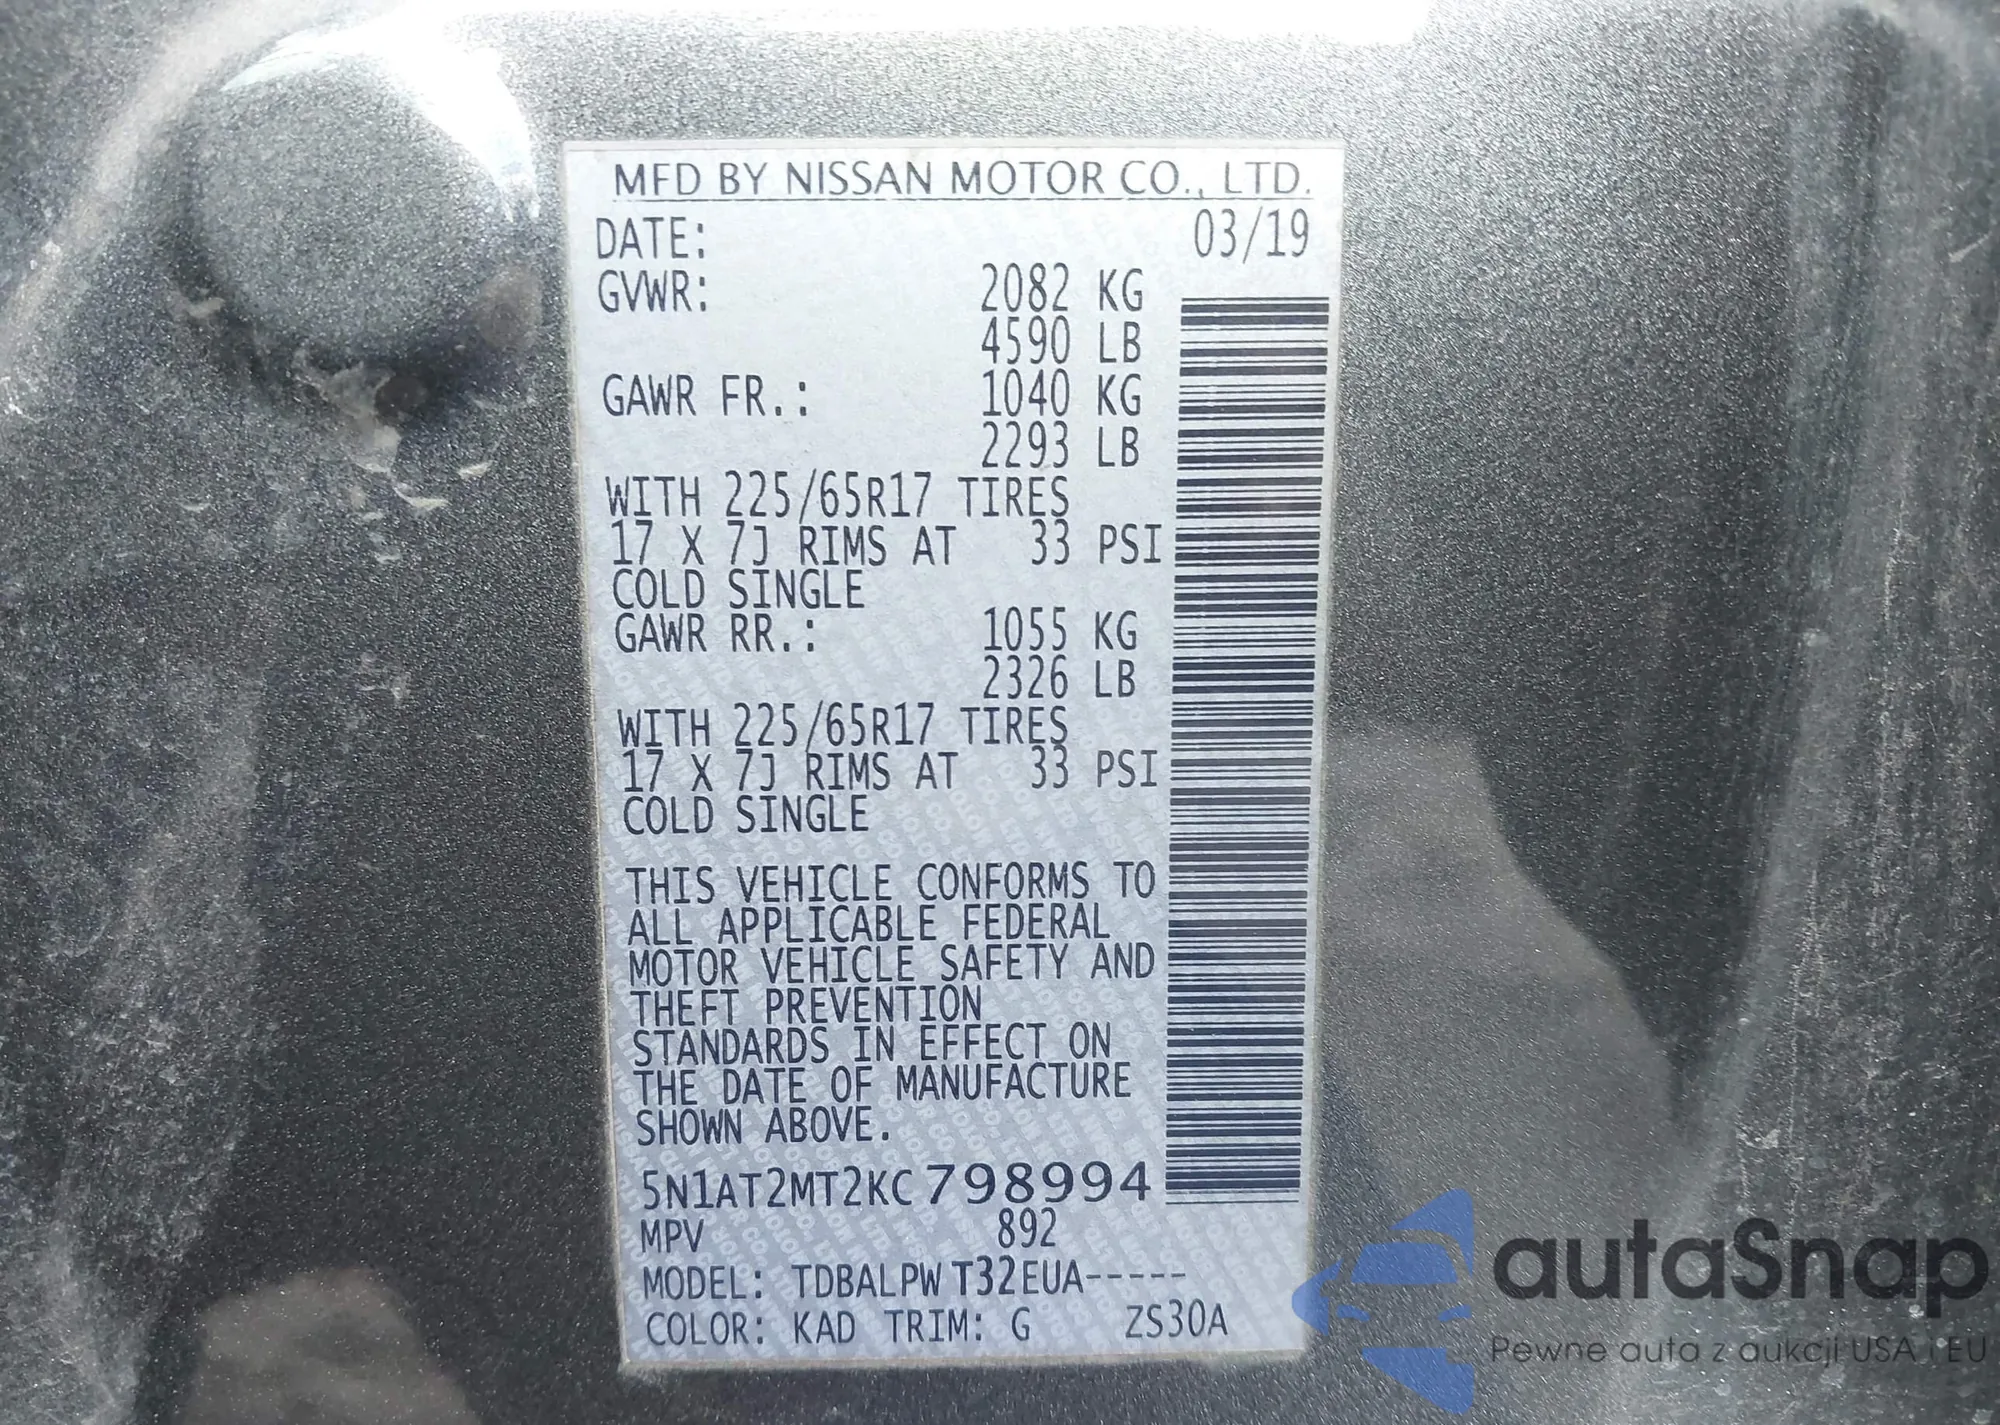 MFD BY NISSAN MOTOR CO., LTD.
DATE: 03/19
GVWR: 2082 KG
4590 LB
GAWR FR.: 1040 KG
2293 LB
WITH 225/65R17 TIRES
17 X 7J RIMS AT 33 PSI
COLD SINGLE
GAWR RR.: 1055 KG
2326 LB
WITH 225/65R17 TIRES
17 X 7J RIMS AT 33 PSI
COLD SINGLE
THIS VEHICLE CONFORMS TO
ALL APPLICABLE FEDERAL
MOTOR VEHICLE SAFETY AND
THEFT PREVENTION
STANDARDS IN EFFECT ON
THE DATE OF MANUFACTURE
SHOWN ABOVE.
5N1AT2MT2KC798994
MPV 892
MODEL: TDBALPWT32EUA-----
COLOR: KAD TRIM: G ZS30A
autaSnap
Pewne auta z aukcji USA i EU